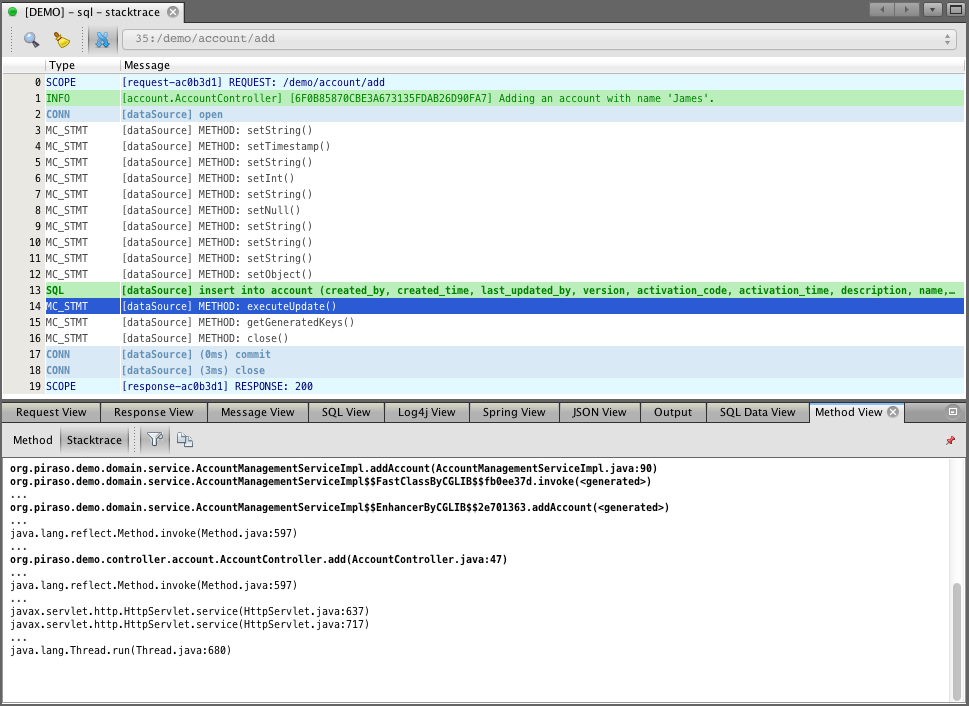 [DEMO] – sql – stacktrace
35:/demo/account/add
Type Message
0 SCOPE [request-ac0b3d1] REQUEST: /demo/account/add
1 INFO [account.AccountController] [6F0B85870CBE3A673135FDAB26D90FA7] Adding an account with name 'James'.
2 CONN [dataSource] open
3 MC_STMT [dataSource] METHOD: setString()
4 MC_STMT [dataSource] METHOD: setTimestamp()
5 MC_STMT [dataSource] METHOD: setString()
6 MC_STMT [dataSource] METHOD: setInt()
7 MC_STMT [dataSource] METHOD: setString()
8 MC_STMT [dataSource] METHOD: setNull()
9 MC_STMT [dataSource] METHOD: setString()
10 MC_STMT [dataSource] METHOD: setString()
11 MC_STMT [dataSource] METHOD: setString()
12 MC_STMT [dataSource] METHOD: setObject()
13 SQL [dataSource] insert into account (created_by, created_time, last_updated_by, version, activation_code, activation_time, description, name,…
14 MC_STMT [dataSource] METHOD: executeUpdate()
15 MC_STMT [dataSource] METHOD: getGeneratedKeys()
16 MC_STMT [dataSource] METHOD: close()
17 CONN [dataSource] (0ms) commit
18 CONN [dataSource] (3ms) close
19 SCOPE [response-ac0b3d1] RESPONSE: 200
Request View Response View Message View SQL View Log4j View Spring View JSON View Output SQL Data View Method View
Method Stacktrace
org.piraso.demo.domain.service.AccountManagementServiceImpl.addAccount(AccountManagementServiceImpl.java:90)
org.piraso.demo.domain.service.AccountManagementServiceImpl$$FastClassByCGLIB$$fb0ee37d.invoke(<generated>)
...
org.piraso.demo.domain.service.AccountManagementServiceImpl$$EnhancerByCGLIB$$2e701363.addAccount(<generated>)
...
java.lang.reflect.Method.invoke(Method.java:597)
...
org.piraso.demo.controller.account.AccountController.add(AccountController.java:47)
...
java.lang.reflect.Method.invoke(Method.java:597)
...
javax.servlet.http.HttpServlet.service(HttpServlet.java:637)
javax.servlet.http.HttpServlet.service(HttpServlet.java:717)
...
java.lang.Thread.run(Thread.java:680)